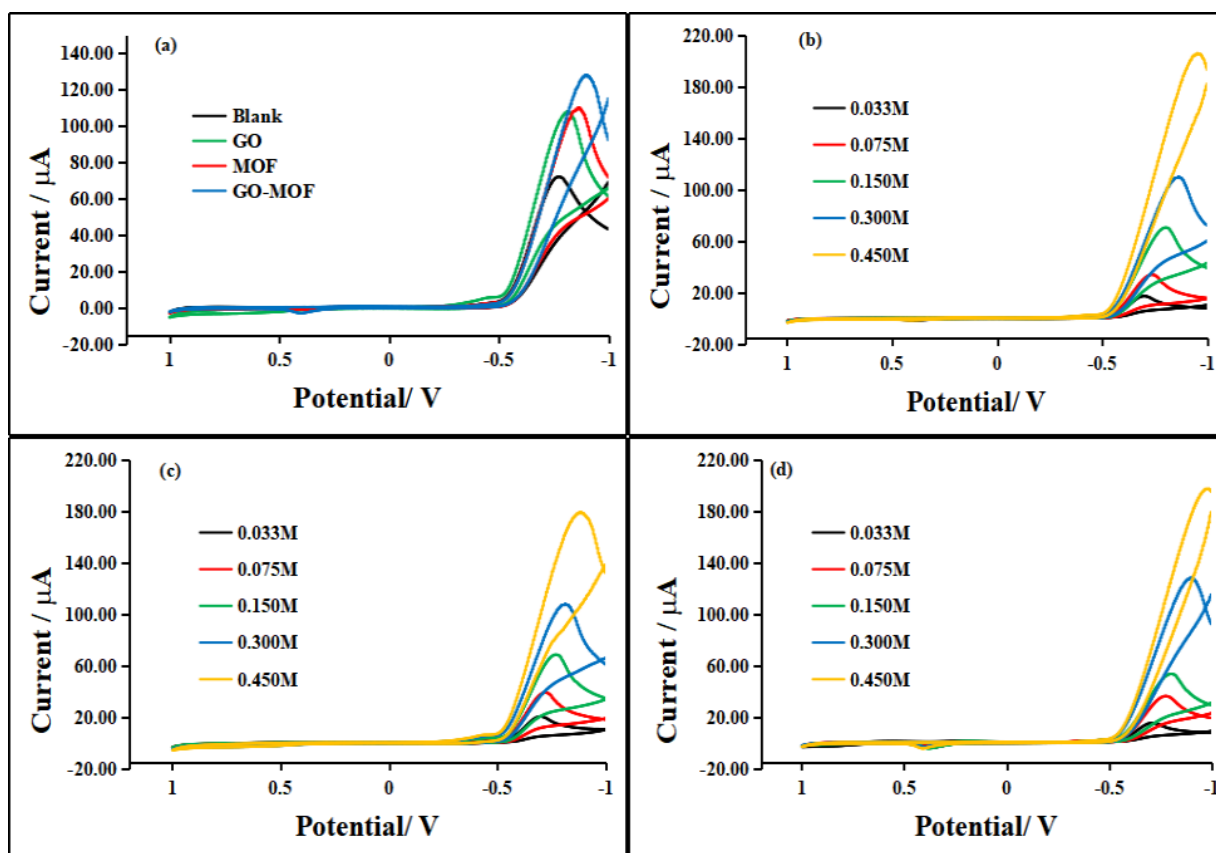 (a)
140.00
120.00
100.00
80.00
60.00
40.00
20.00
0.00
-20.00
Current / μA
Blank
GO
MOF
GO-MOF
1 0.5 0 -0.5 -1
Potential/ V
(b)
220.00
180.00
140.00
100.00
60.00
20.00
-20.00
Current / μA
0.033M
0.075M
0.150M
0.300M
0.450M
1 0.5 0 -0.5 -1
Potential/ V
(c)
220.00
180.00
140.00
100.00
60.00
20.00
-20.00
Current / μA
0.033M
0.075M
0.150M
0.300M
0.450M
1 0.5 0 -0.5 -1
Potential/ V
(d)
220.00
180.00
140.00
100.00
60.00
20.00
-20.00
Current / μA
0.033M
0.075M
0.150M
0.300M
0.450M
1 0.5 0 -0.5 -1
Potential/ V